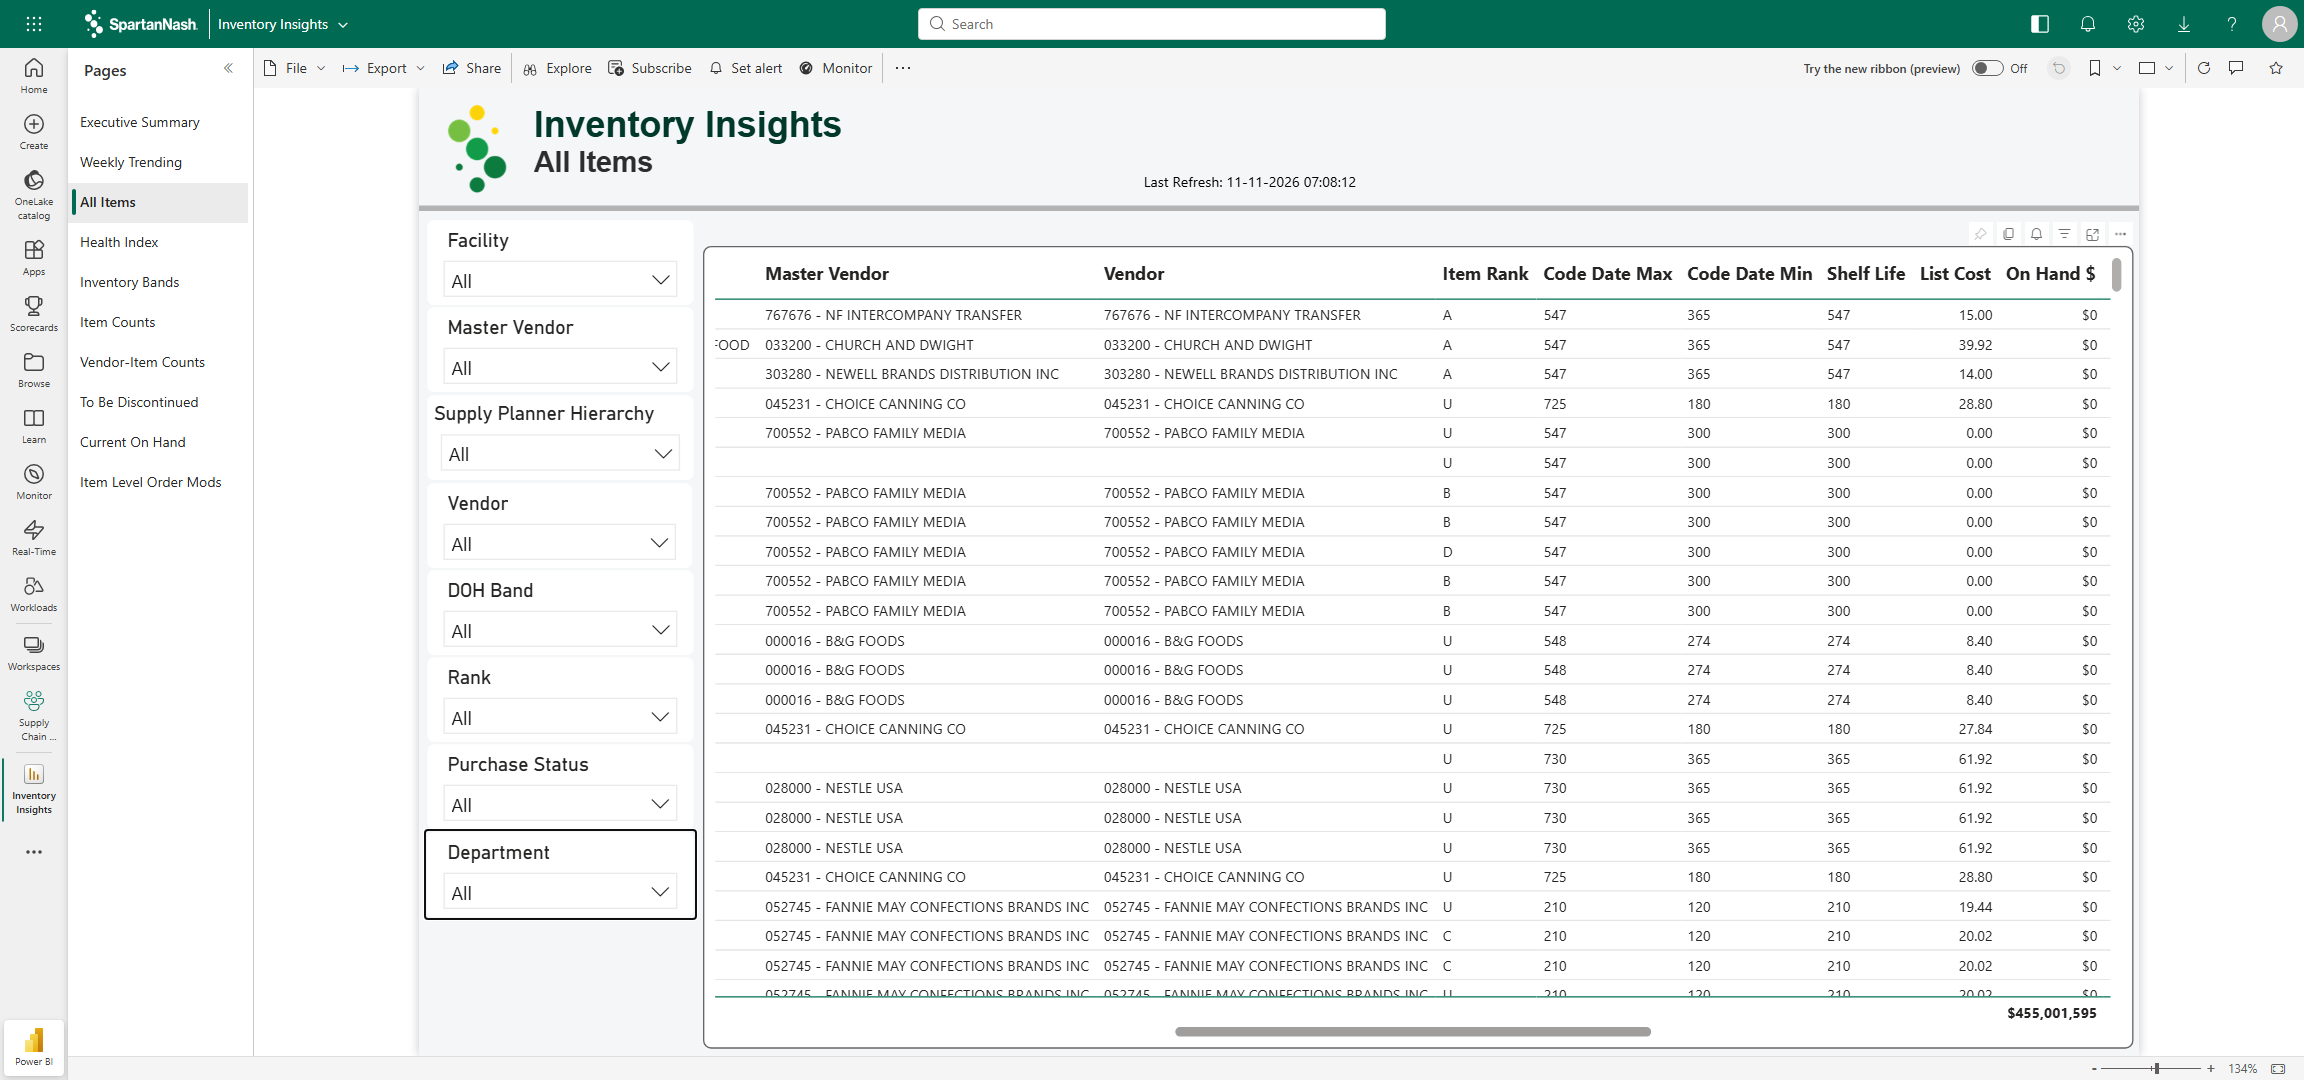 SpartanNash
Inventory Insights
Search
Pages
File
Export
Share
Explore
Subscribe
Set alert
Monitor
Try the new ribbon (preview)
Off
Home
Create
OneLake
catalog
Apps
Scorecards
Browse
Learn
Monitor
Real-Time
Workloads
Workspaces
Supply
Chain ...
Inventory
Insights
Power BI
Executive Summary
Weekly Trending
All Items
Health Index
Inventory Bands
Item Counts
Vendor-Item Counts
To Be Discontinued
Current On Hand
Item Level Order Mods
Inventory Insights
All Items
Last Refresh: 11-11-2026 07:08:12
Facility
All
Master Vendor
All
Supply Planner Hierarchy
All
Vendor
All
DOH Band
All
Rank
All
Purchase Status
All
Department
All
Master Vendor Vendor Item Rank Code Date Max Code Date Min Shelf Life List Cost On Hand $
767676 - NF INTERCOMPANY TRANSFER 767676 - NF INTERCOMPANY TRANSFER A 547 365 547 15.00 $0
FOOD 033200 - CHURCH AND DWIGHT 033200 - CHURCH AND DWIGHT A 547 365 547 39.92 $0
303280 - NEWELL BRANDS DISTRIBUTION INC 303280 - NEWELL BRANDS DISTRIBUTION INC A 547 365 547 14.00 $0
045231 - CHOICE CANNING CO 045231 - CHOICE CANNING CO U 725 180 180 28.80 $0
700552 - PABCO FAMILY MEDIA 700552 - PABCO FAMILY MEDIA U 547 300 300 0.00 $0
U 547 300 300 0.00 $0
700552 - PABCO FAMILY MEDIA 700552 - PABCO FAMILY MEDIA B 547 300 300 0.00 $0
700552 - PABCO FAMILY MEDIA 700552 - PABCO FAMILY MEDIA B 547 300 300 0.00 $0
700552 - PABCO FAMILY MEDIA 700552 - PABCO FAMILY MEDIA D 547 300 300 0.00 $0
700552 - PABCO FAMILY MEDIA 700552 - PABCO FAMILY MEDIA B 547 300 300 0.00 $0
700552 - PABCO FAMILY MEDIA 700552 - PABCO FAMILY MEDIA B 547 300 300 0.00 $0
000016 - B&G FOODS 000016 - B&G FOODS U 548 274 274 8.40 $0
000016 - B&G FOODS 000016 - B&G FOODS U 548 274 274 8.40 $0
000016 - B&G FOODS 000016 - B&G FOODS U 548 274 274 8.40 $0
045231 - CHOICE CANNING CO 045231 - CHOICE CANNING CO U 725 180 180 27.84 $0
U 730 365 365 61.92 $0
028000 - NESTLE USA 028000 - NESTLE USA U 730 365 365 61.92 $0
028000 - NESTLE USA 028000 - NESTLE USA U 730 365 365 61.92 $0
028000 - NESTLE USA 028000 - NESTLE USA U 730 365 365 61.92 $0
045231 - CHOICE CANNING CO 045231 - CHOICE CANNING CO U 725 180 180 28.80 $0
052745 - FANNIE MAY CONFECTIONS BRANDS INC 052745 - FANNIE MAY CONFECTIONS BRANDS INC U 210 120 210 19.44 $0
052745 - FANNIE MAY CONFECTIONS BRANDS INC 052745 - FANNIE MAY CONFECTIONS BRANDS INC C 210 120 210 20.02 $0
052745 - FANNIE MAY CONFECTIONS BRANDS INC 052745 - FANNIE MAY CONFECTIONS BRANDS INC C 210 120 210 20.02 $0
052745 - FANNIE MAY CONFECTIONS BRANDS INC 052745 - FANNIE MAY CONFECTIONS BRANDS INC U 210 120 210 20.02 $0
$455,001,595
- + 134%